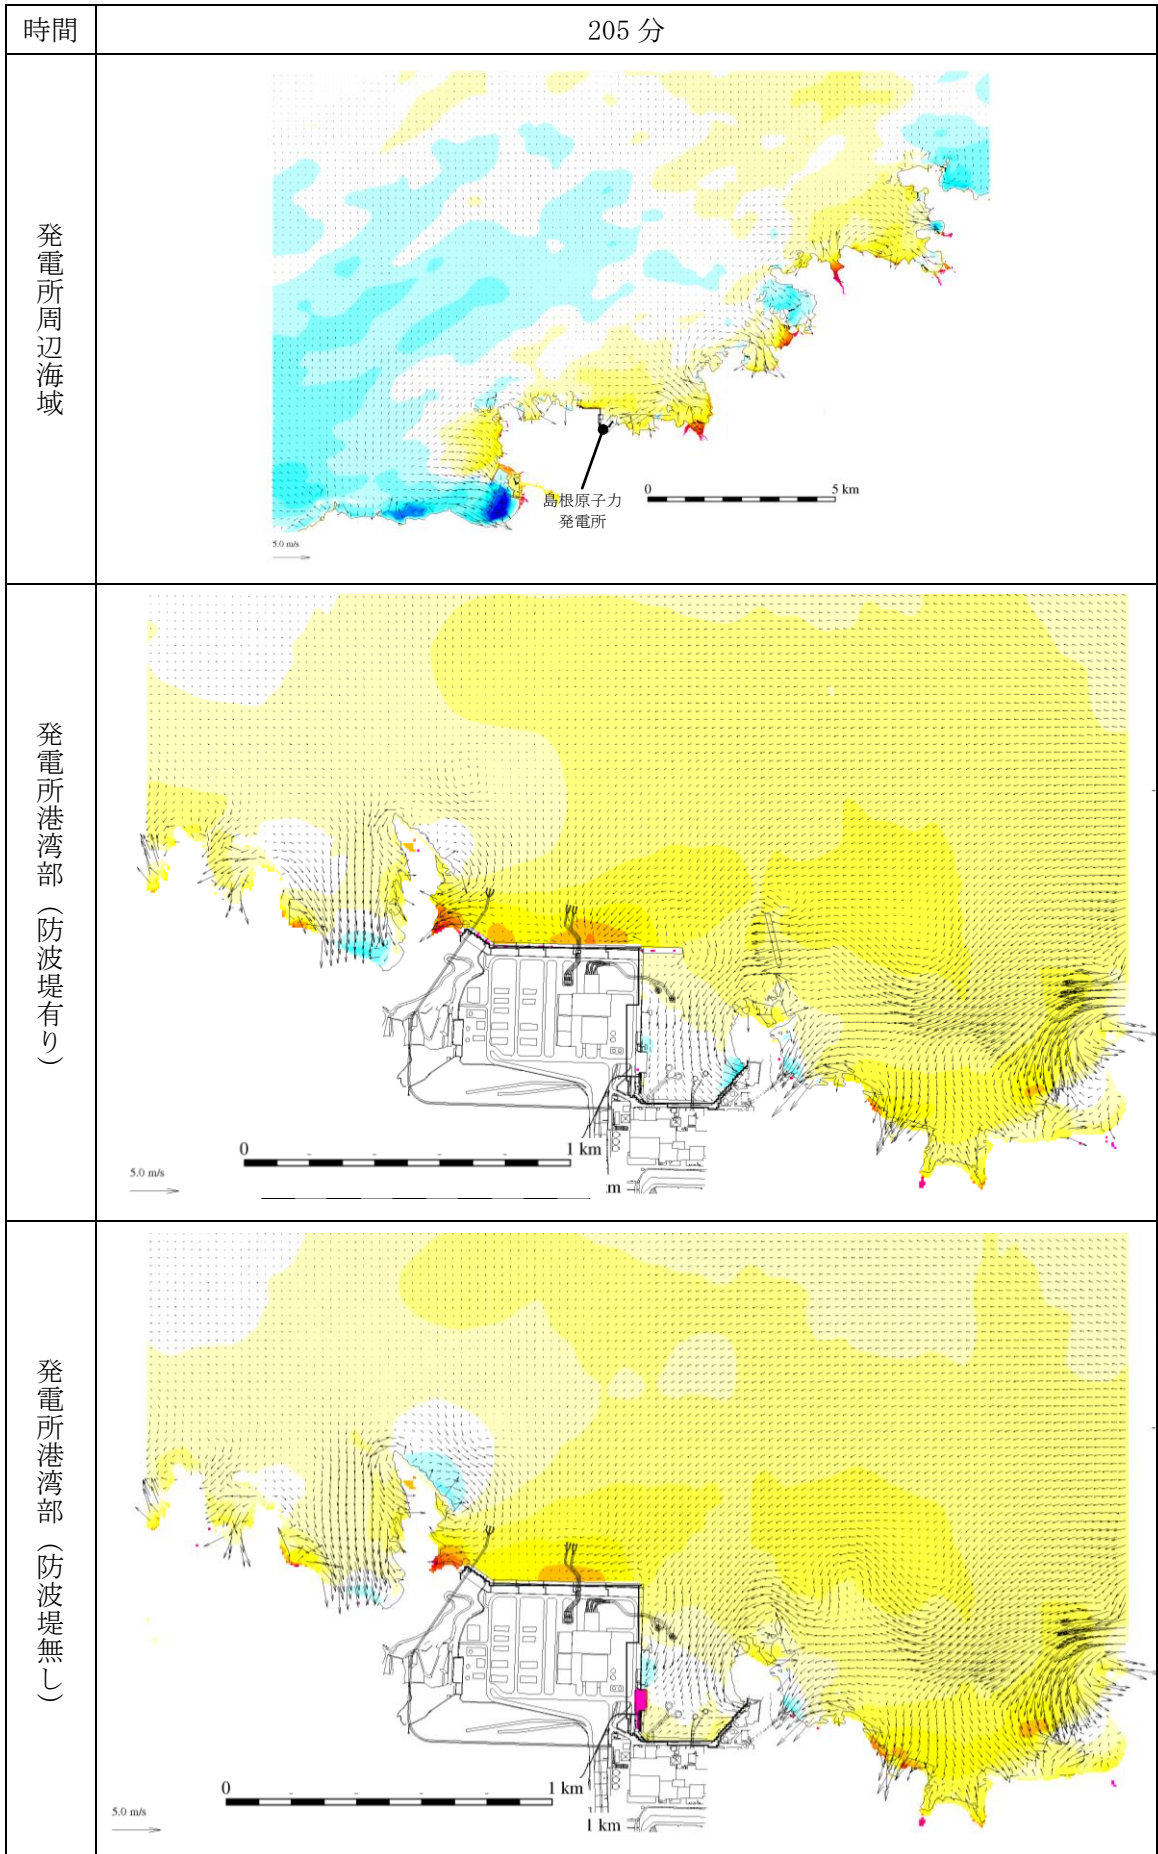 時間
205 分
発電所周辺海域
島根原子力
発電所
0
5 km
5.0 m/s
発電所港湾部（防波堤有り）
0
1 km
5.0 m/s
m
発電所港湾部（防波堤無し）
0
1 km
5.0 m/s
1 km